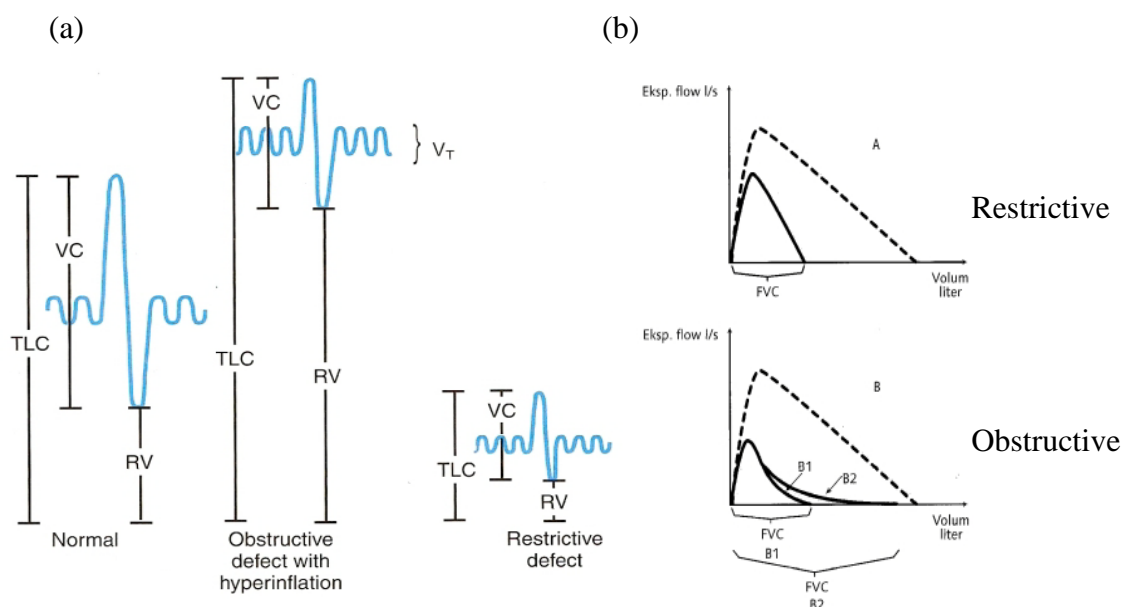 (a)
VC
TLC
RV
Normal
VC
V_T
TLC
RV
Obstructive
defect with
hyperinflation
VC
TLC
RV
Restrictive
defect
(b)
Eksp. flow l/s
A
Restrictive
FVC
Volum
liter
Eksp. flow l/s
B
B1
B2
Obstructive
FVC
B1
Volum
liter
FVC
B2